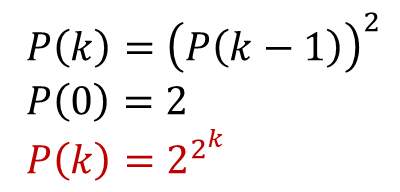 P(k) = (P(k − 1))²
P(0) = 2
P(k) = 2^{2^k}